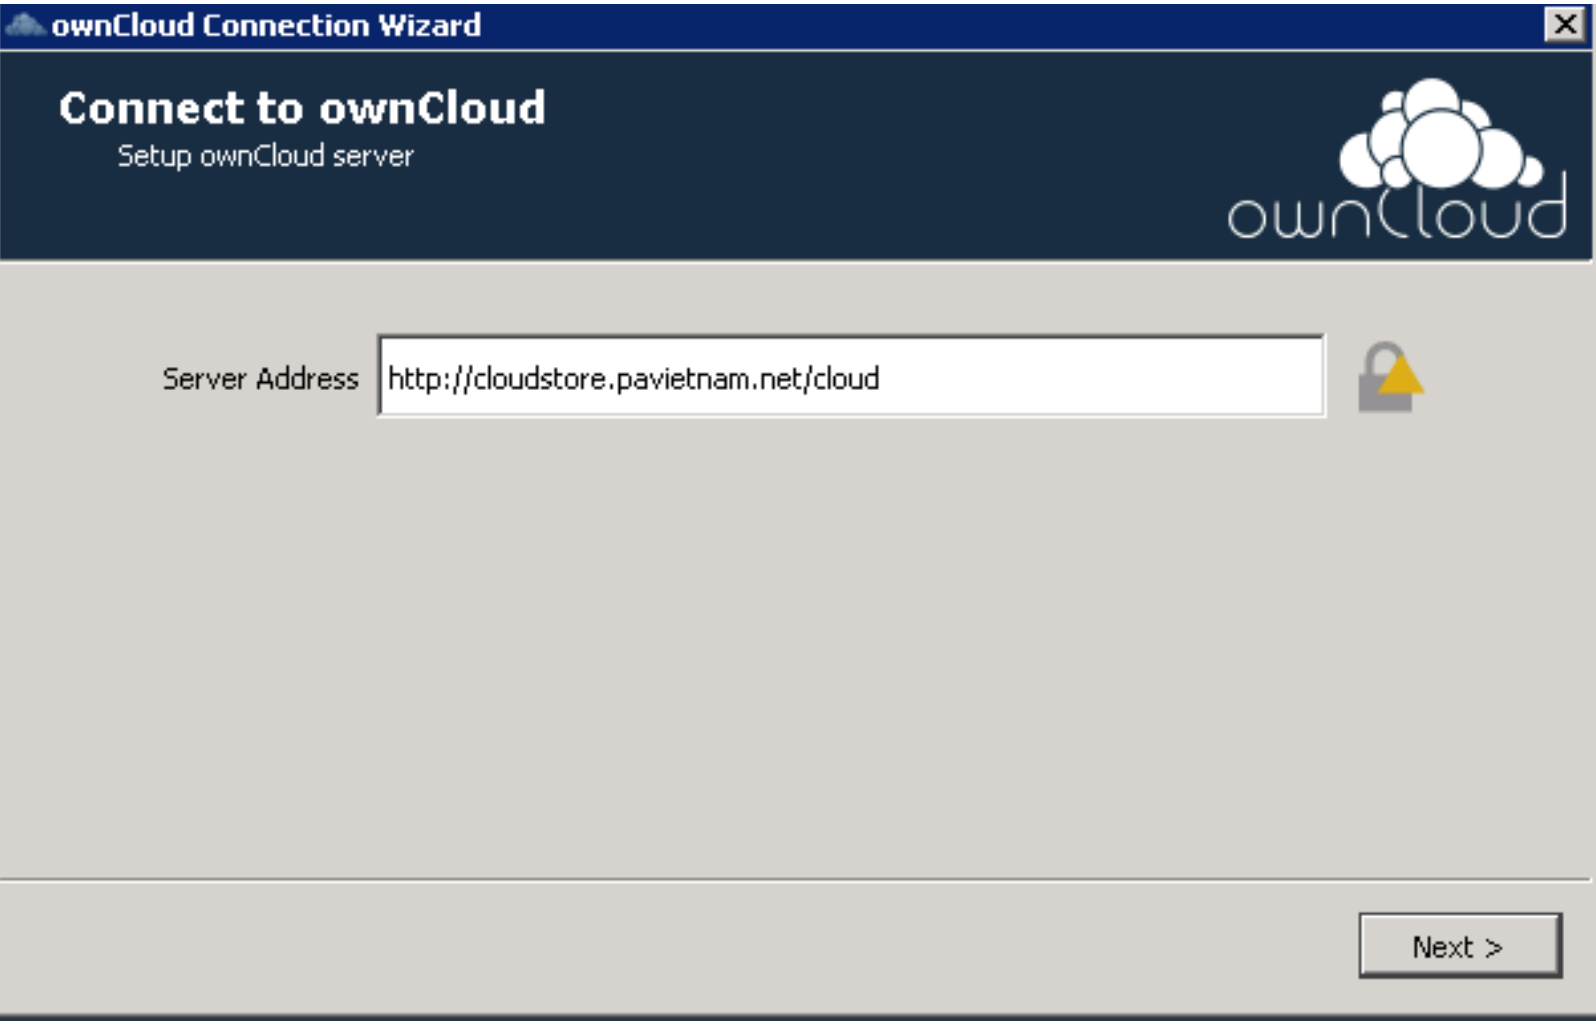 ownCloud Connection Wizard
Connect to ownCloud
Setup ownCloud server
ownCloud
Server Address
http://cloudstore.pavietnam.net/cloud
Next >